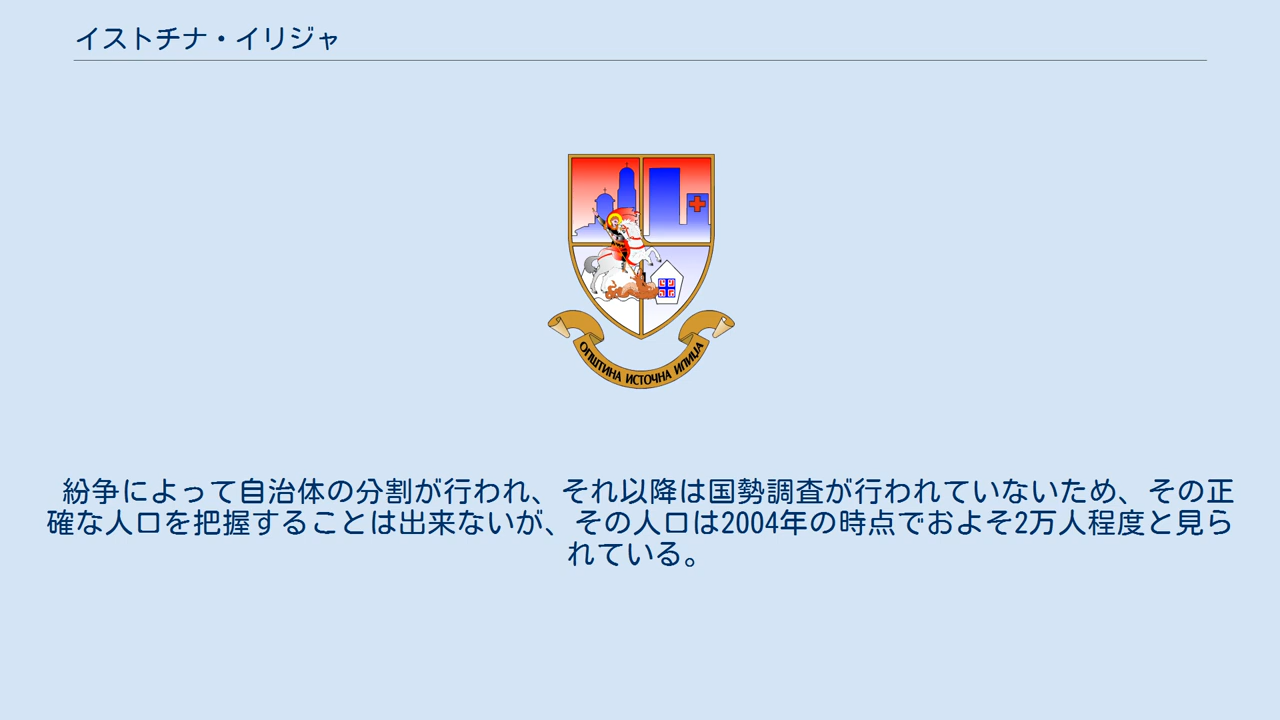 イストチナ・イリジャ
ОПШТИНА ИСТОЧНА ИЛИЏА
紛争によって自治体の分割が行われ、それ以降は国勢調査が行われていないため、その正
確な人口を把握することは出来ないが、その人口は2004年の時点でおよそ2万人程度と見ら
れている。